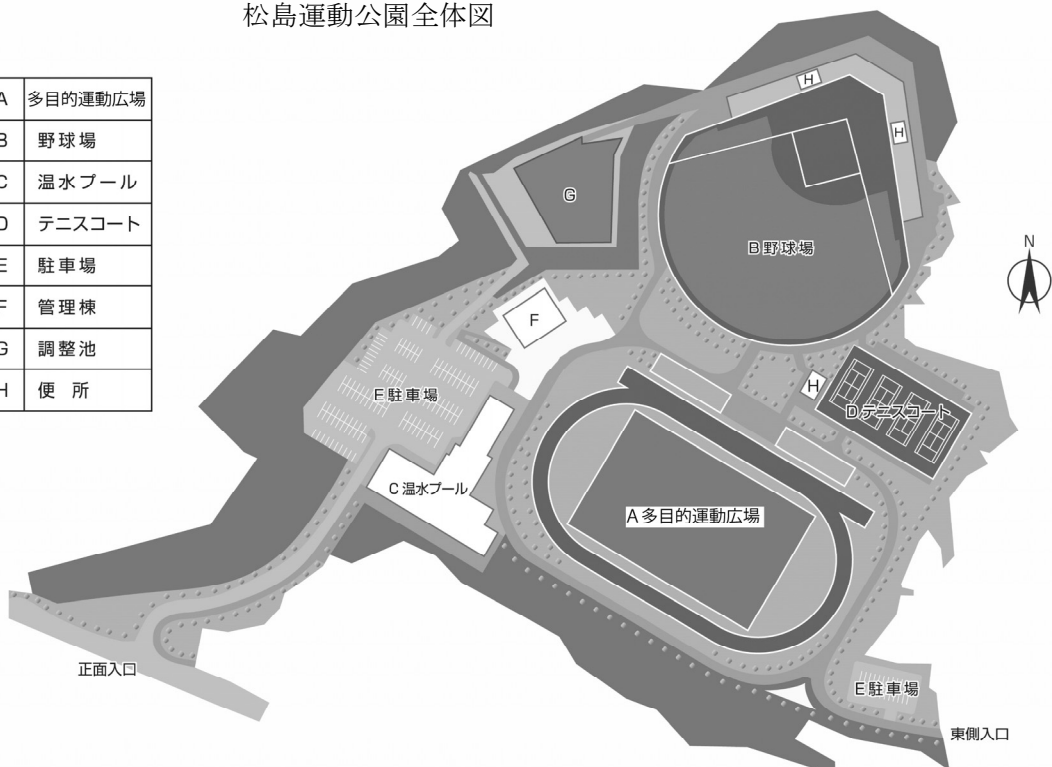 松島運動公園全体図
A 多目的運動広場
B 野球場
C 温水プール
D テニスコート
E 駐車場
F 管理棟
G 調整池
H 便所
H
H
G
B野球場
N
F
E駐車場
H
Dテニスコート
C温水プール
A多目的運動広場
正面入口
E駐車場
東側入口